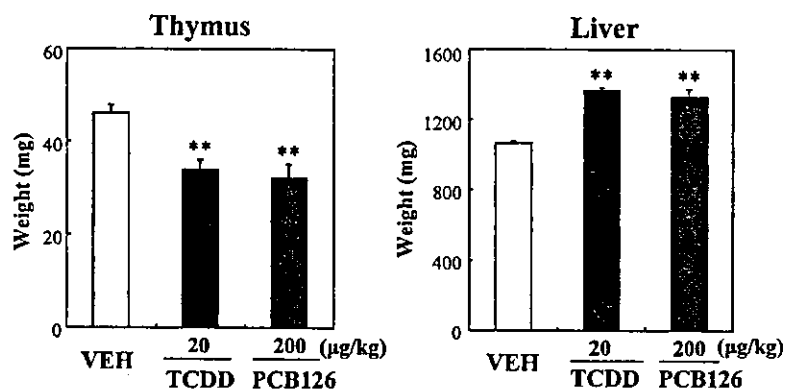 Thymus
60
40
20
0
Weight (mg)
**
**
VEH
20
200 (μg/kg)
TCDD
PCB126
Liver
1600
1200
800
400
0
Weight (mg)
**
**
VEH
20
200 (μg/kg)
TCDD
PCB126